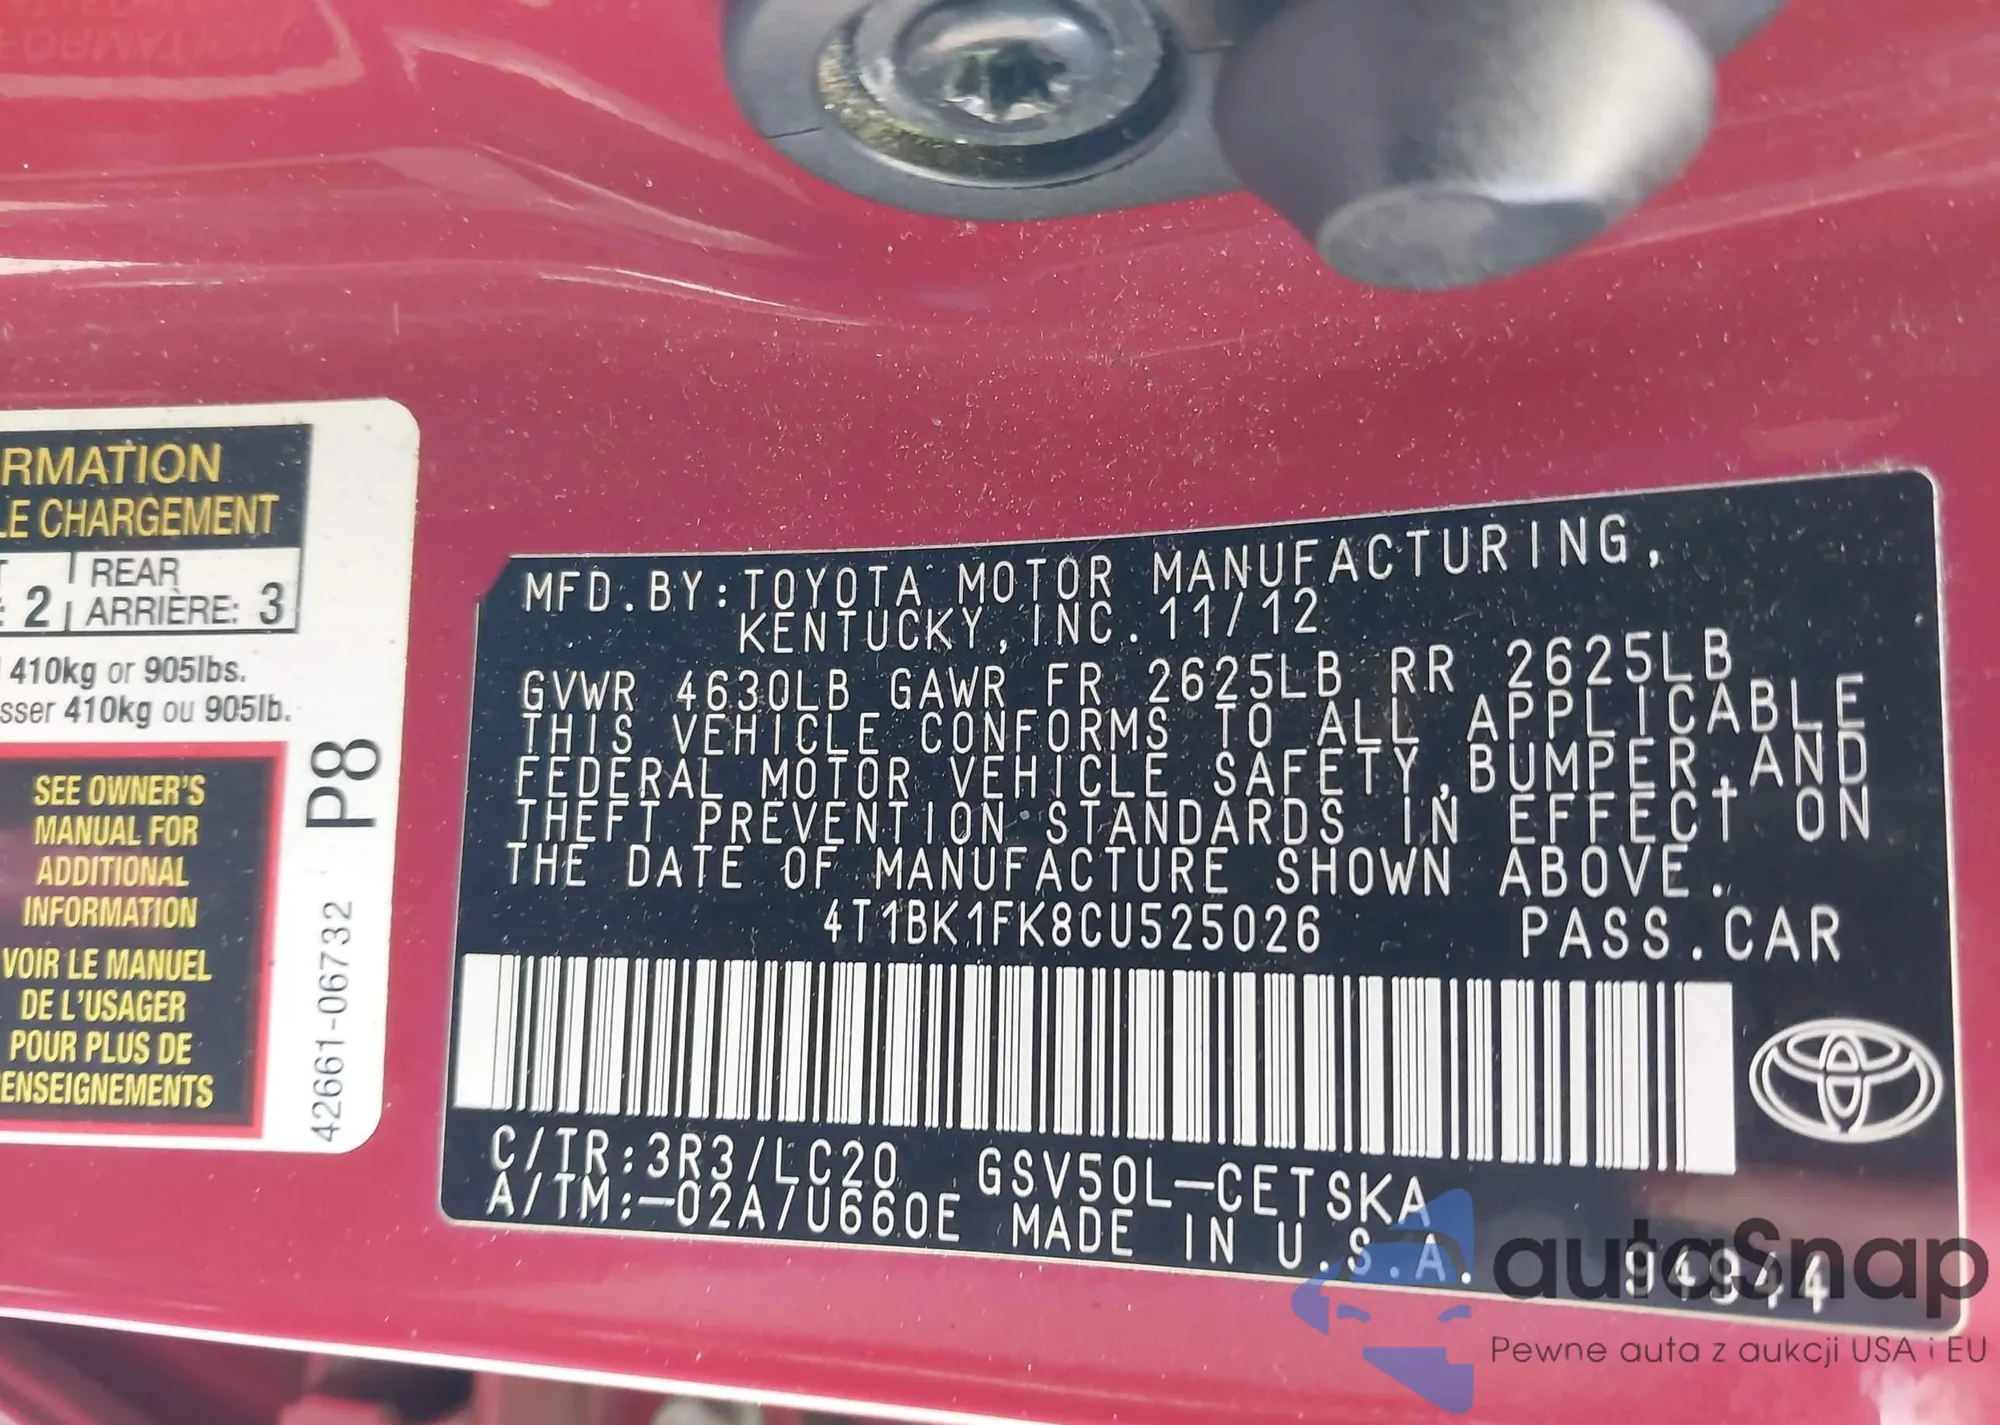 RMATION
LE CHARGEMENT
2
REAR
ARRIÈRE: 3
410kg or 905lbs.
sser 410kg ou 905lb.
SEE OWNER'S
MANUAL FOR
ADDITIONAL
INFORMATION
VOIR LE MANUEL
DE L'USAGER
POUR PLUS DE
ENSEIGNEMENTS
42661-06732 P8
MFD.BY:TOYOTA MOTOR MANUFACTURING,
KENTUCKY,INC.11/12
GVWR 4630LB GAWR FR 2625LB RR 2625LB
THIS VEHICLE CONFORMS TO ALL APPLICABLE
FEDERAL MOTOR VEHICLE SAFETY,BUMPER,AND
THEFT PREVENTION STANDARDS IN EFFECT ON
THE DATE OF MANUFACTURE SHOWN ABOVE.
4T1BK1FK8CU525026 PASS.CAR
C/TR:3R3/LC20 GSV50L-CETSKA
A/TM:-02A/U660E MADE IN U.S.A. 94944
autaSnap
Pewne auta z aukcji USA i EU